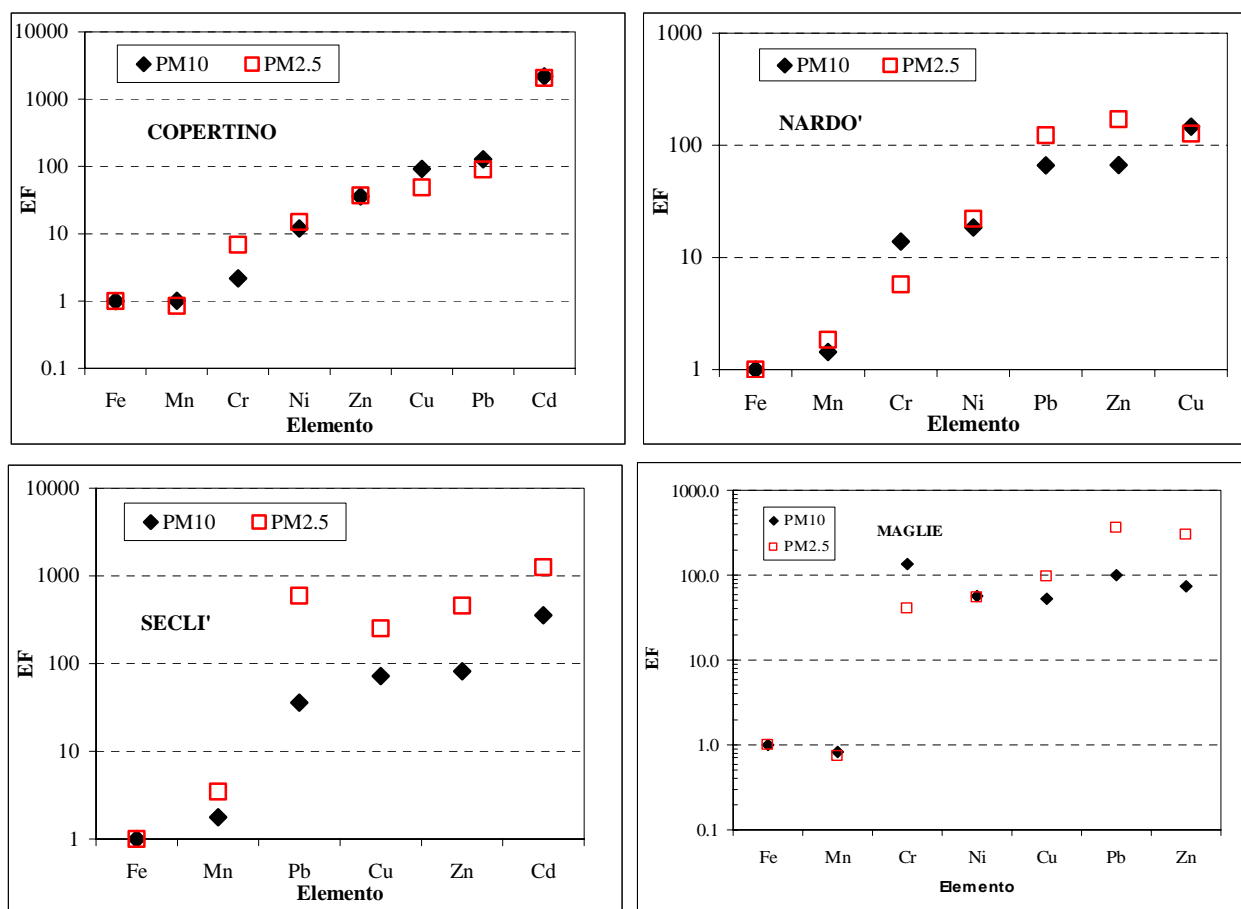 10000
1000
100
10
1
0.1
EF
PM10 PM2.5
COPERTINO
Fe Mn Cr Ni Zn Cu Pb Cd
Elemento
1000
100
10
1
EF
PM10 PM2.5
NARDO'
Fe Mn Cr Ni Pb Zn Cu
Elemento
10000
1000
100
10
1
EF
PM10 PM2.5
SECLI'
Fe Mn Pb Cu Zn Cd
Elemento
1000.0
100.0
10.0
1.0
0.1
EF
PM10
PM2.5
MAGLIE
Fe Mn Cr Ni Cu Pb Zn
Elemento